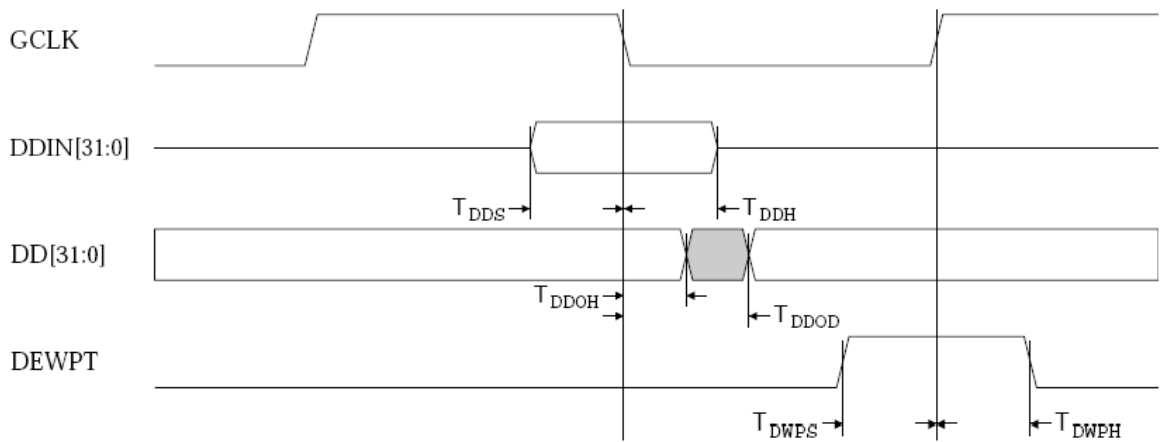 GCLK
DDIN[31:0]
TDDS
TDDH
DD[31:0]
TDDOH
TDDOD
DEWPT
TDWPS
TDWPH